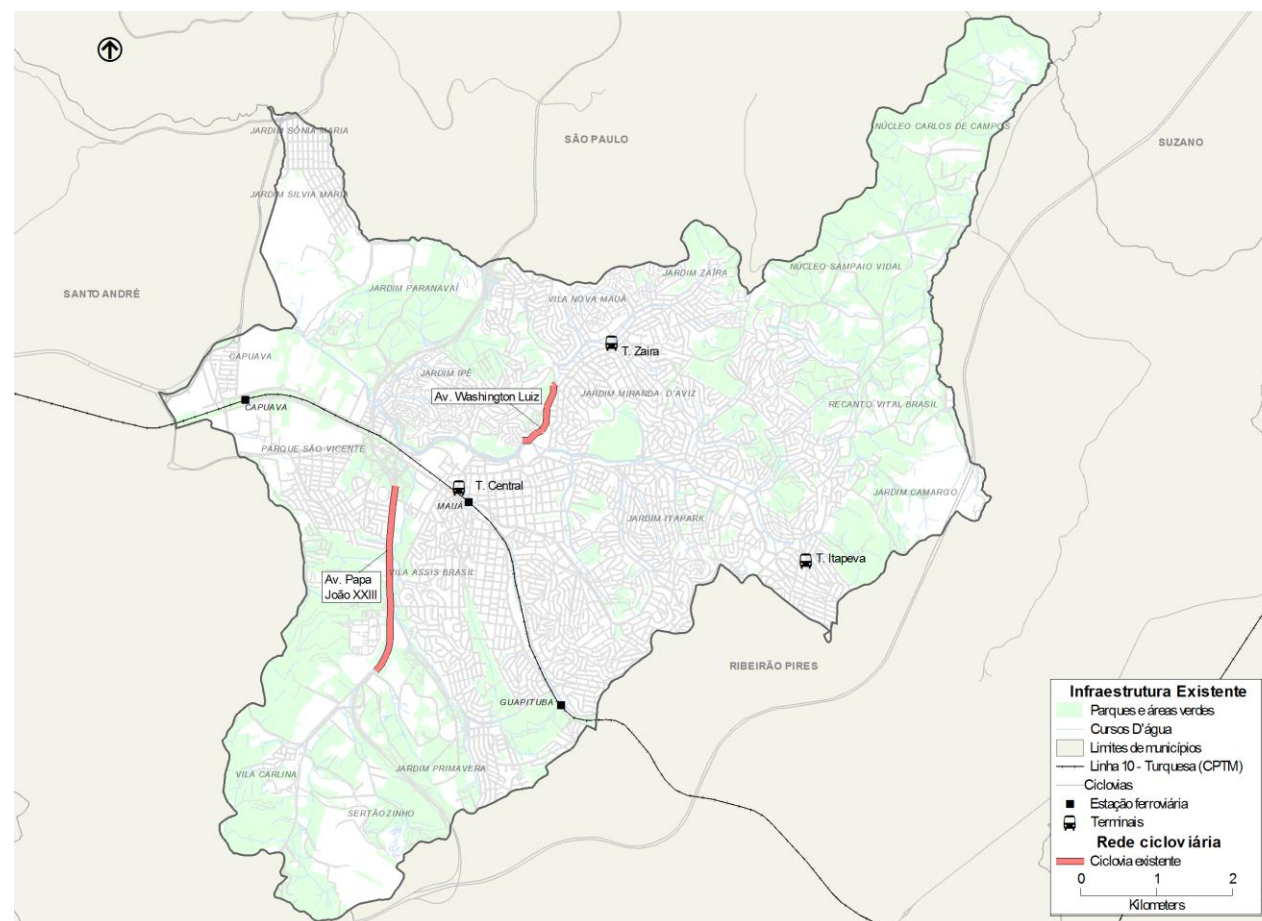 JARDIM SÔNIA MARIA
SÃO PAULO
NÚCLEO CARLOS DE CAMPOS
SUZANO
JARDIM SILVIA MARIA
JARDIM ZAÍRA
NÚCLEO SAMPAIO VIDAL
SANTO ANDRÉ
JARDIM PARANAVAÍ
VILA NOVA MAUÁ
T. Zaira
CAPUAVA
JARDIM IPÊ
Av. Washington Luiz
JARDIM MIRANDA D'AVIZ
RECANTO VITAL BRASIL
CAPUAVA
PARQUE SÃO VICENTE
T. Central
MAUÁ
JARDIM CAMARGO
JARDIM ITAPARK
T. Itapeva
Av. Papa
João XXIII
VILA ASSIS BRASIL
RIBEIRÃO PIRES
GUAPITUBA
VILA CARLINA
JARDIM PRIMAVERA
SERTÃOZINHO
Infraestrutura Existente
Parques e áreas verdes
Cursos D'água
Limites de municípios
Linha 10 - Turquesa (CPTM)
Ciclovias
Estação ferroviária
Terminais
Rede cicloviária
Ciclovia existente
0 1 2
Kilometers